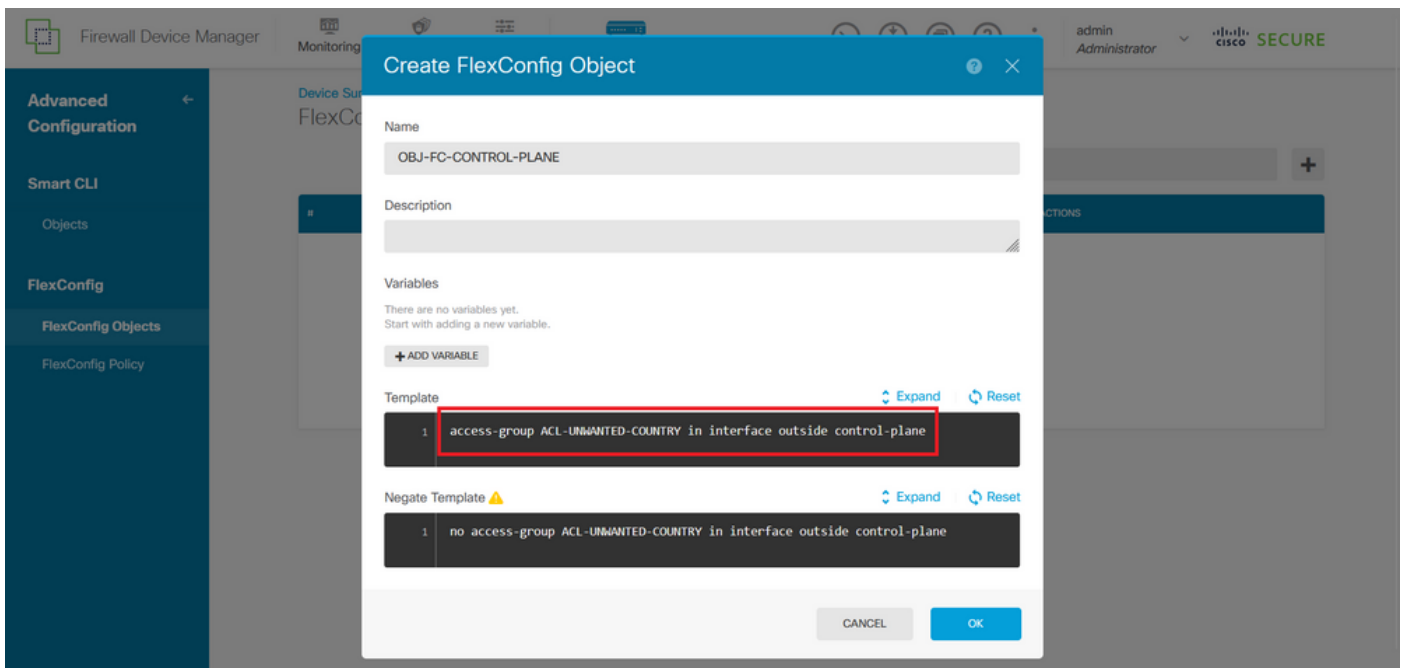 Firewall Device Manager
Monitoring
admin
Administrator
cisco SECURE
Advanced
Configuration
Smart CLI
Objects
FlexConfig
FlexConfig Objects
FlexConfig Policy
Device Sur
FlexCo
#
CTIONS
Create FlexConfig Object
Name
OBJ-FC-CONTROL-PLANE
Description
Variables
There are no variables yet.
Start with adding a new variable.
+ ADD VARIABLE
Template
Expand
Reset
1 access-group ACL-UNWANTED-COUNTRY in interface outside control-plane
Negate Template
Expand
Reset
1 no access-group ACL-UNWANTED-COUNTRY in interface outside control-plane
CANCEL
OK